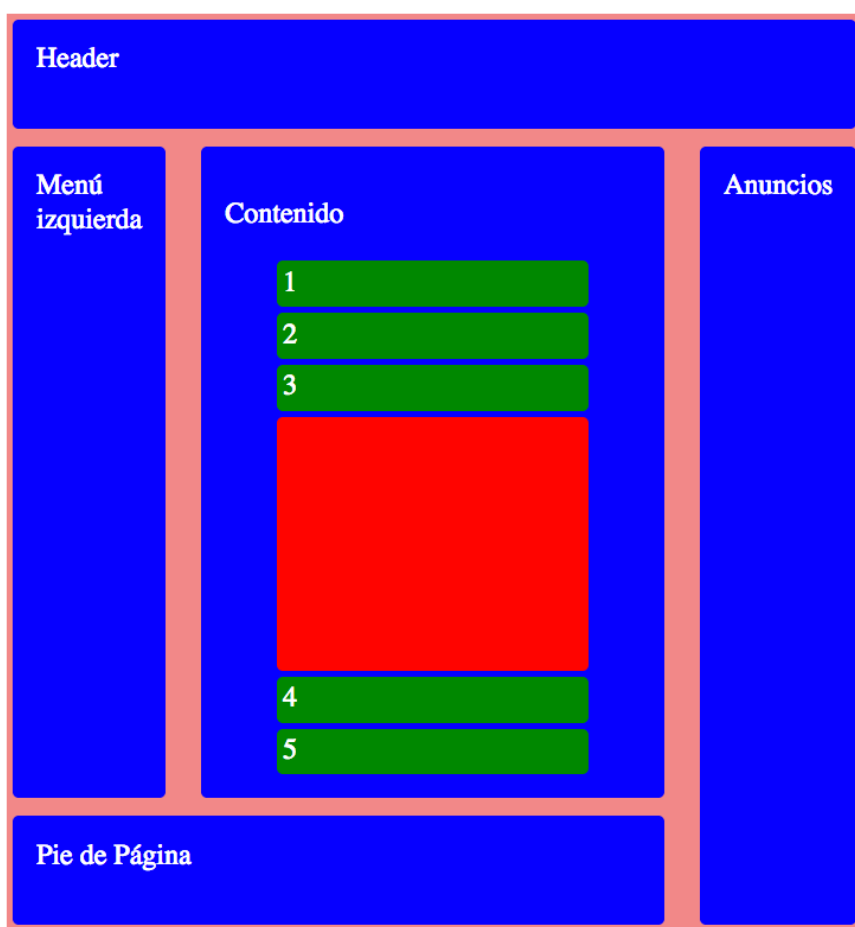 Header
Menú
izquierda
Contenido
1
2
3
4
5
Anuncios
Pie de Página